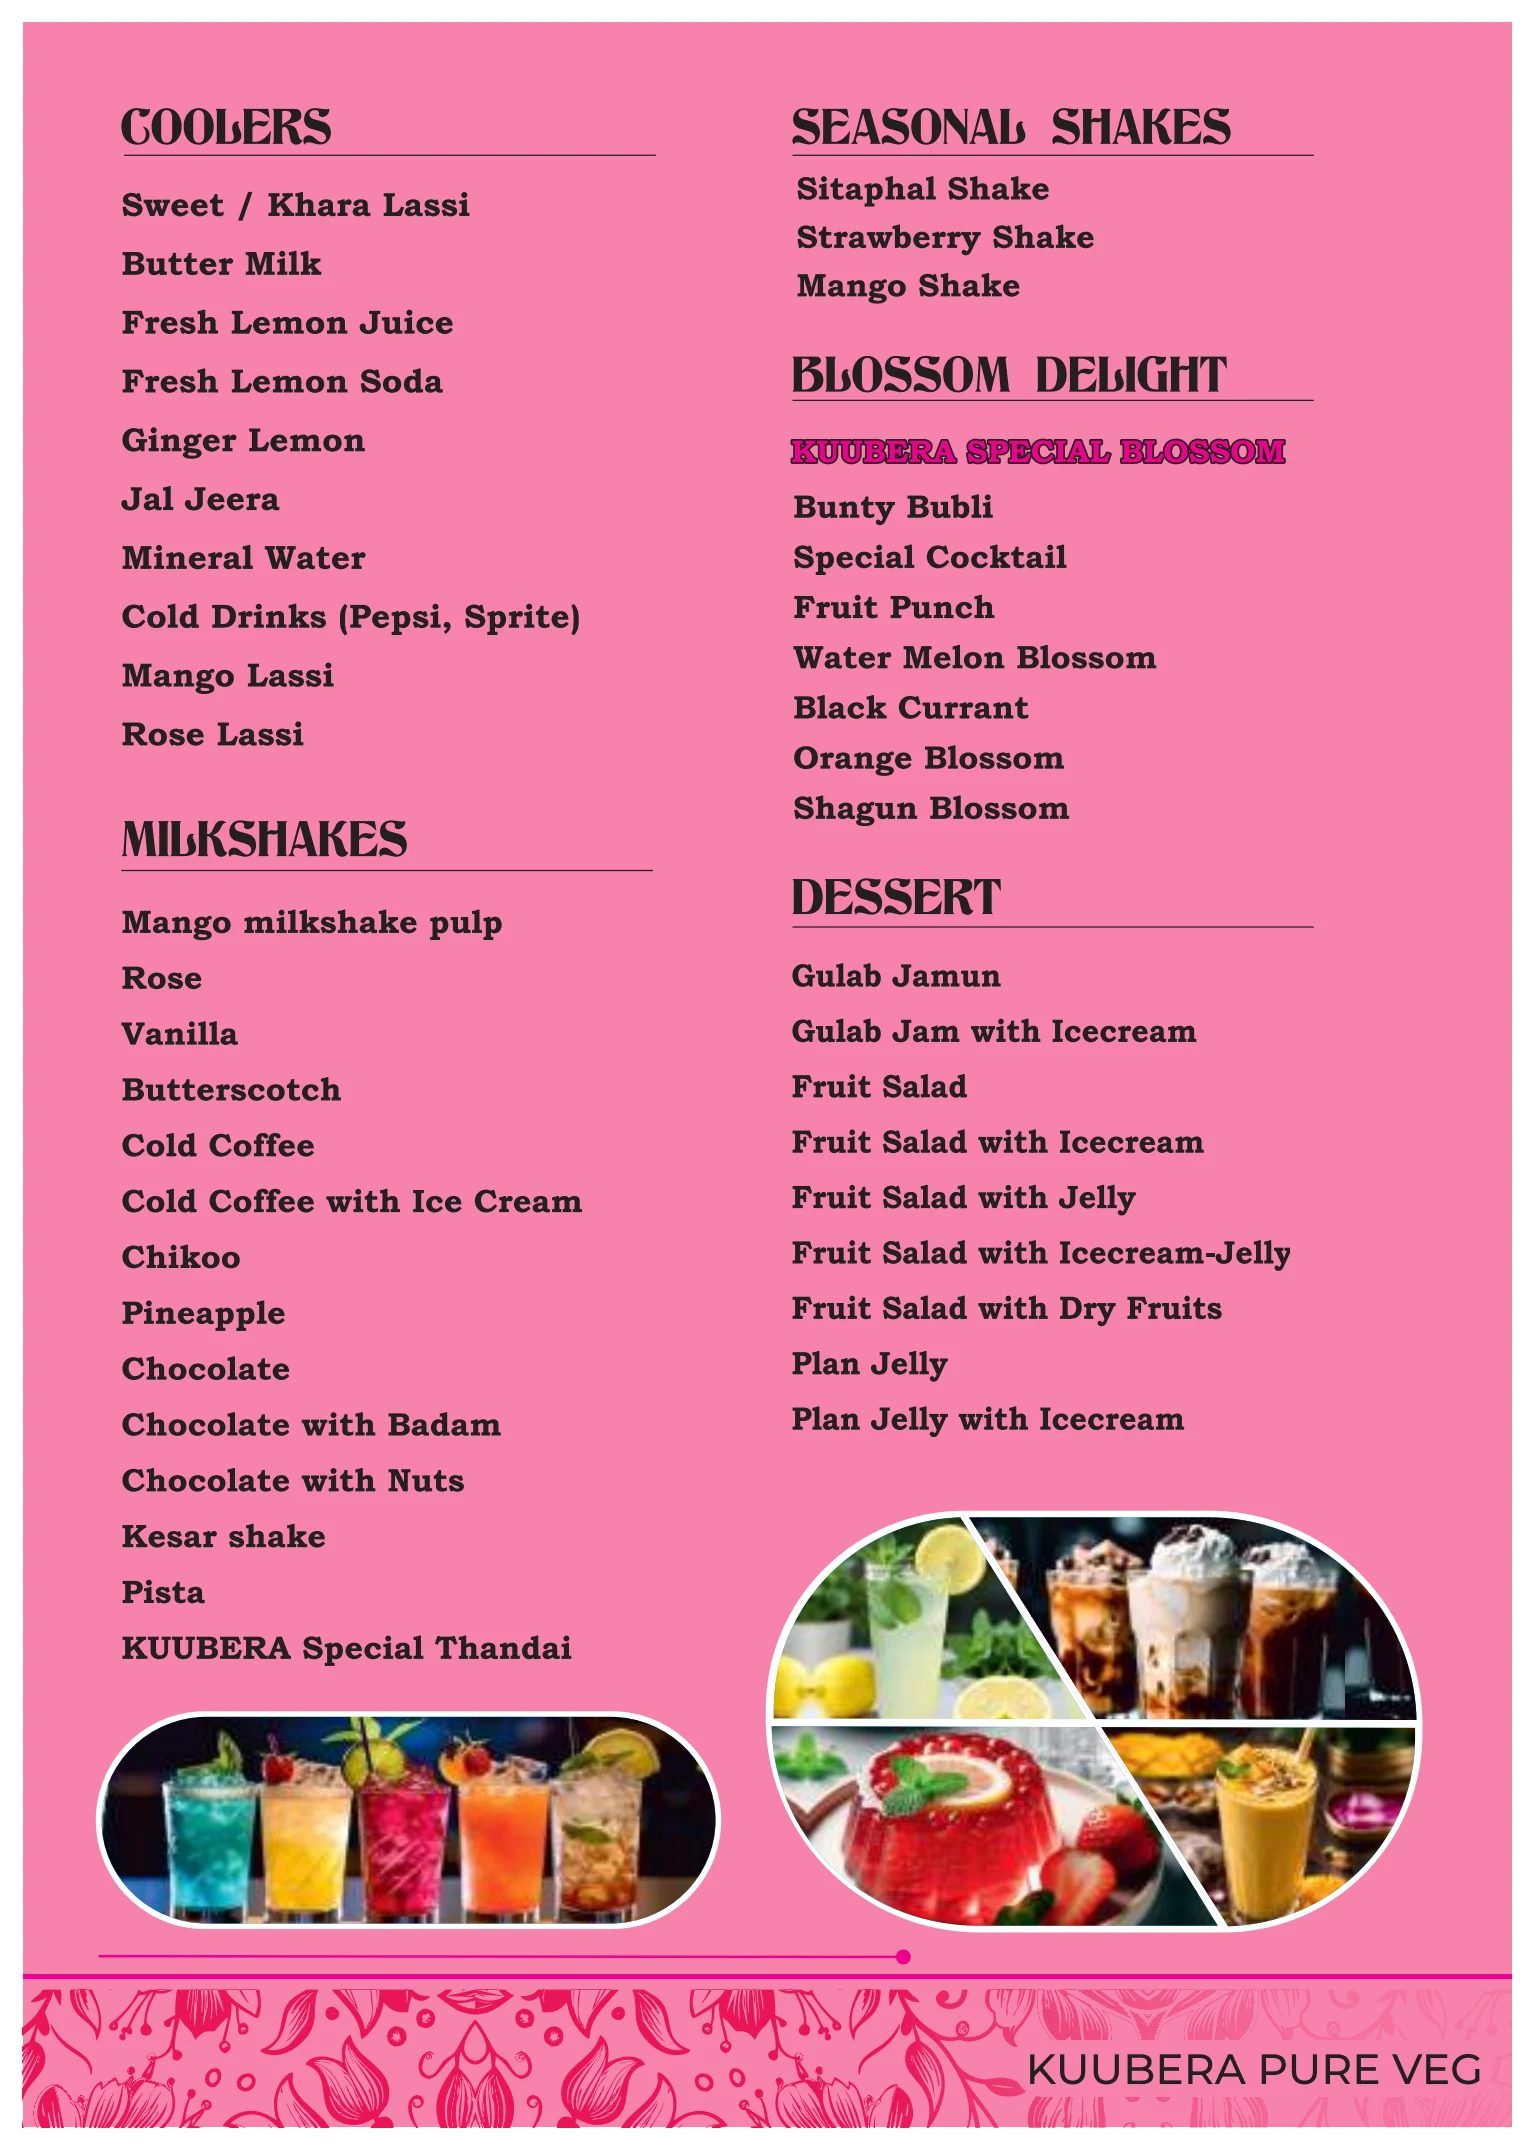 COOLERS
Sweet / Khara Lassi
Butter Milk
Fresh Lemon Juice
Fresh Lemon Soda
Ginger Lemon
Jal Jeera
Mineral Water
Cold Drinks (Pepsi, Sprite)
Mango Lassi
Rose Lassi
MILKSHAKES
Mango milkshake pulp
Rose
Vanilla
Butterscotch
Cold Coffee
Cold Coffee with Ice Cream
Chikoo
Pineapple
Chocolate
Chocolate with Badam
Chocolate with Nuts
Kesar shake
Pista
KUUBERA Special Thandai
SEASONAL SHAKES
Sitaphal Shake
Strawberry Shake
Mango Shake
BLOSSOM DELIGHT
KUUBERA SPECIAL BLOSSOM
Bunty Bubli
Special Cocktail
Fruit Punch
Water Melon Blossom
Black Currant
Orange Blossom
Shagun Blossom
DESSERT
Gulab Jamun
Gulab Jam with Icecream
Fruit Salad
Fruit Salad with Icecream
Fruit Salad with Jelly
Fruit Salad with Icecream-Jelly
Fruit Salad with Dry Fruits
Plan Jelly
Plan Jelly with Icecream
KUUBERA PURE VEG